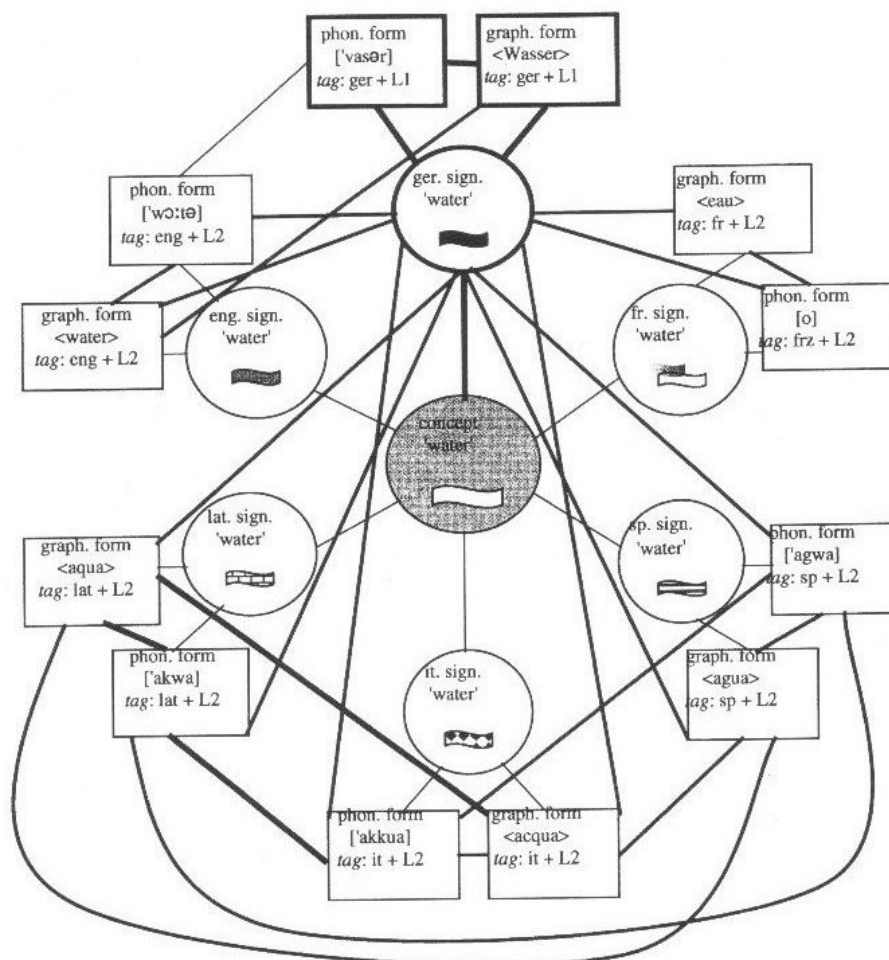 phon. form
['vasər]
tag: ger + L1
graph. form
<Wasser>
tag: ger + L1
ger. sign.
'water'
phon. form
['wɔːtə]
tag: eng + L2
graph. form
<eau>
tag: fr + L2
graph. form
<water>
tag: eng + L2
eng. sign.
'water'
fr. sign.
'water'
phon. form
[o]
tag: frz + L2
concept
'water'
graph. form
<aqua>
tag: lat + L2
lat. sign.
'water'
sp. sign.
'water'
phon. form
['agwa]
tag: sp + L2
phon. form
['akwa]
tag: lat + L2
it. sign.
'water'
graph. form
<agua>
tag: sp + L2
phon. form
['akkua]
tag: it + L2
graph. form
<acqua>
tag: it + L2